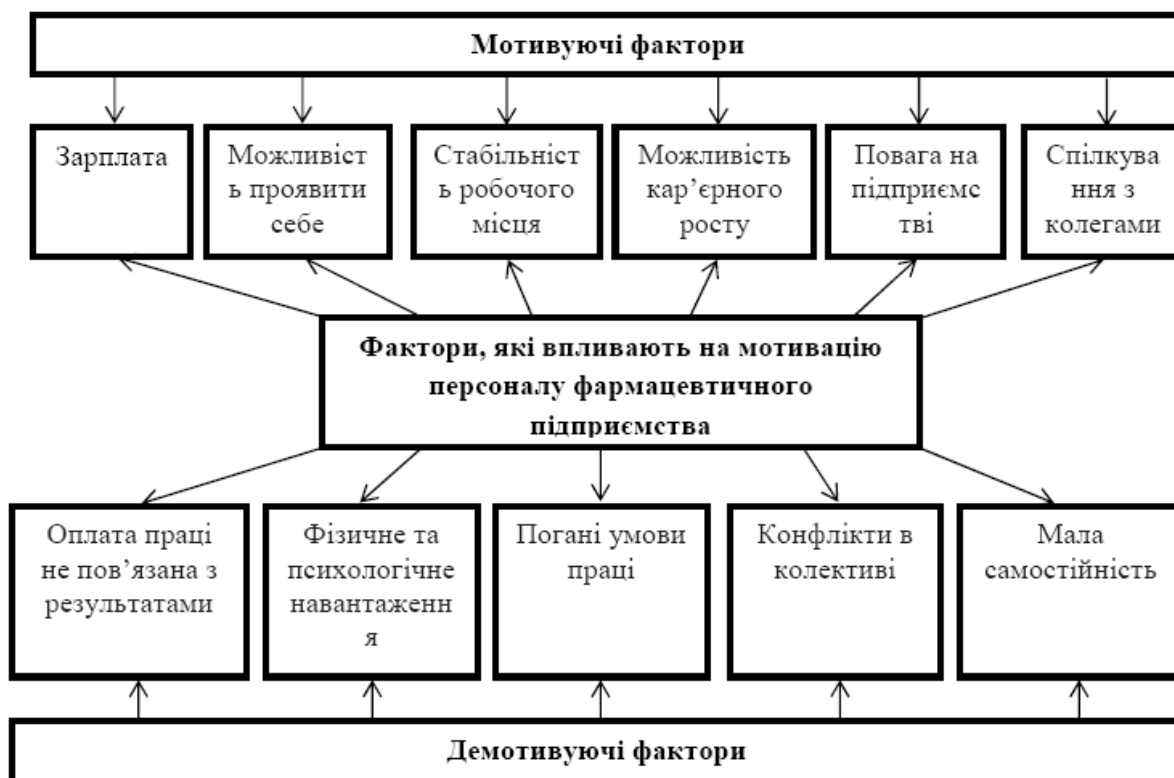 Мотивуючі фактори
Зарплата
Можливіст
ь проявити
себе
Стабільніст
ь робочого
місця
Можливість
кар’єрного
росту
Повага на
підприємс
тві
Спілкува
ння з
колегами
Фактори, які впливають на мотивацію
персоналу фармацевтичного
підприємства
Оплата праці
не пов’язана з
результатами
Фізичне та
психологічне
навантаженн
я
Погані умови
праці
Конфлікти в
колективі
Мала
самостійність
Демотивуючі фактори